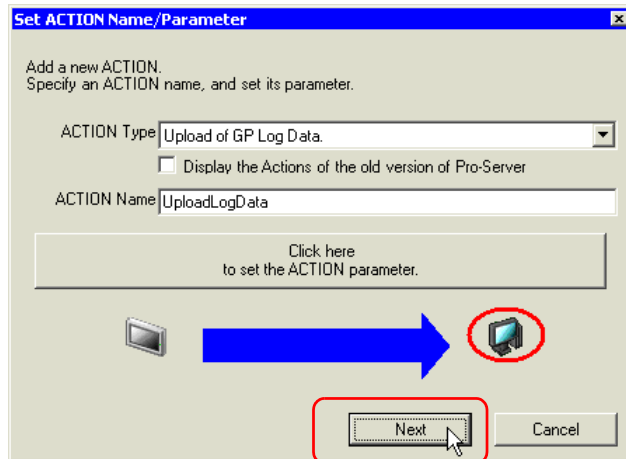 Set ACTION Name/Parameter
Add a new ACTION.
Specify an ACTION name, and set its parameter.
ACTION Type Upload of GP Log Data.
Display the Actions of the old version of Pro-Server
ACTION Name UploadLogData
Click here
to set the ACTION parameter.
Next Cancel